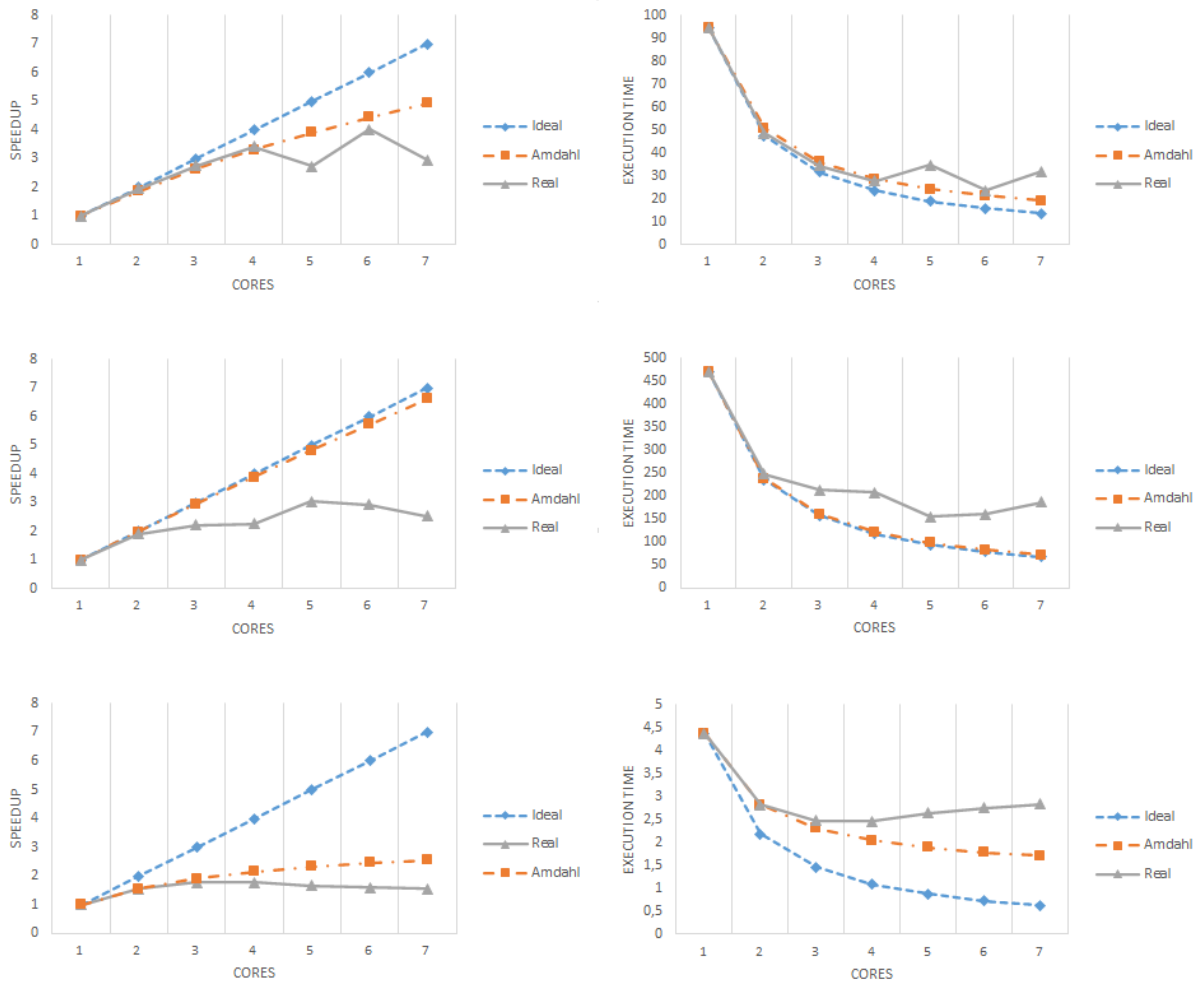 8
7
6
5
4
3
2
1
0
SPEEDUP
1 2 3 4 5 6 7
CORES
Ideal
Amdahl
Real
100
90
80
70
60
50
40
30
20
10
0
EXECUTION TIME
1 2 3 4 5 6 7
CORES
Ideal
Amdahl
Real
8
7
6
5
4
3
2
1
0
SPEEDUP
1 2 3 4 5 6 7
CORES
Ideal
Amdahl
Real
500
450
400
350
300
250
200
150
100
50
0
EXECUTION TIME
1 2 3 4 5 6 7
CORES
Ideal
Amdahl
Real
8
7
6
5
4
3
2
1
0
SPEEDUP
1 2 3 4 5 6 7
CORES
Ideal
Real
Amdahl
5
4,5
4
3,5
3
2,5
2
1,5
1
0,5
0
EXECUTION TIME
1 2 3 4 5 6 7
CORES
Ideal
Amdahl
Real